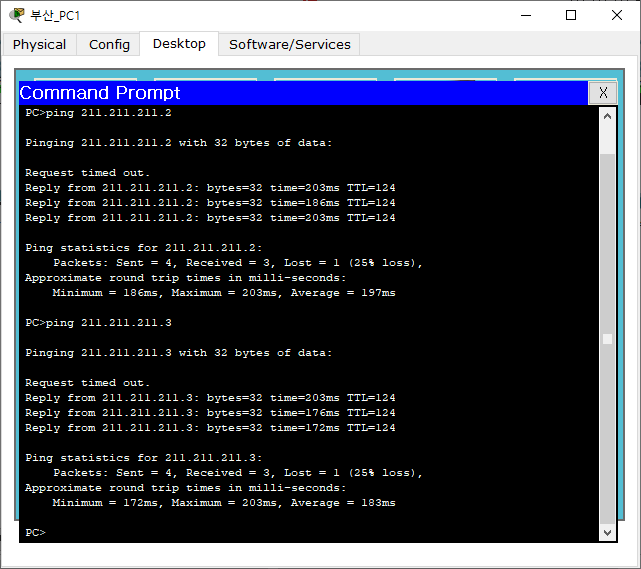 부산_PC1
Physical Config Desktop Software/Services
Command Prompt X
PC>ping 211.211.211.2
Pinging 211.211.211.2 with 32 bytes of data:
Request timed out.
Reply from 211.211.211.2: bytes=32 time=203ms TTL=124
Reply from 211.211.211.2: bytes=32 time=186ms TTL=124
Reply from 211.211.211.2: bytes=32 time=203ms TTL=124
Ping statistics for 211.211.211.2:
Packets: Sent = 4, Received = 3, Lost = 1 (25% loss),
Approximate round trip times in milli-seconds:
Minimum = 186ms, Maximum = 203ms, Average = 197ms
PC>ping 211.211.211.3
Pinging 211.211.211.3 with 32 bytes of data:
Request timed out.
Reply from 211.211.211.3: bytes=32 time=203ms TTL=124
Reply from 211.211.211.3: bytes=32 time=176ms TTL=124
Reply from 211.211.211.3: bytes=32 time=172ms TTL=124
Ping statistics for 211.211.211.3:
Packets: Sent = 4, Received = 3, Lost = 1 (25% loss),
Approximate round trip times in milli-seconds:
Minimum = 172ms, Maximum = 203ms, Average = 183ms
PC>